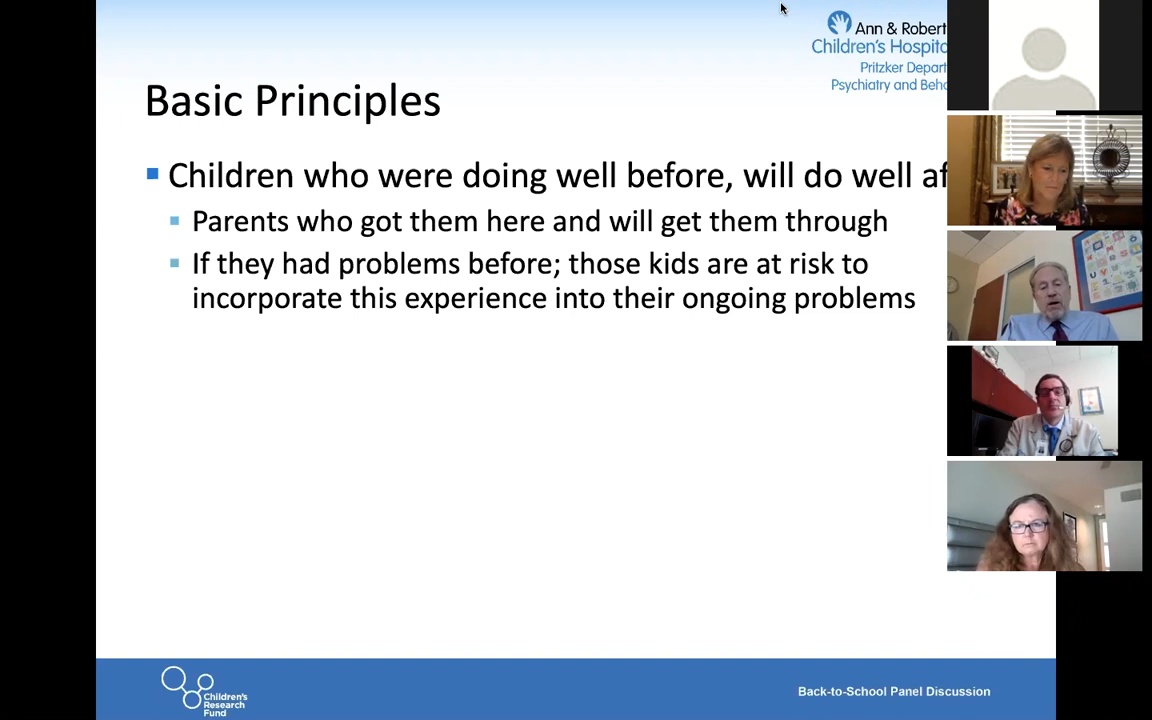 Ann & Robert
Children's Hospita
Pritzker Depart
Psychiatry and Beha
Basic Principles
Children who were doing well before, will do well af
Parents who got them here and will get them through
If they had problems before; those kids are at risk to
incorporate this experience into their ongoing problems
Children's
Research
Fund
Back-to-School Panel Discussion